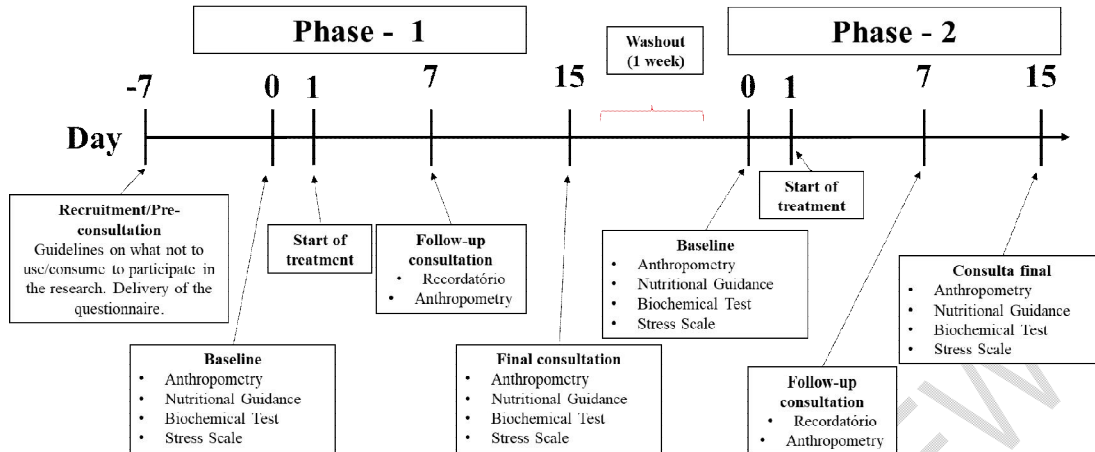 Phase - 1
Washout
(1 week)
Phase - 2
-7
0
1
7
15
0
1
7
15
Day
Recruitment/Pre-
consultation
Guidelines on what not to
use/consume to participate in
the research. Delivery of the
questionnaire.
Start of
treatment
Follow-up
consultation
• Recordatório
• Anthropometry
Baseline
• Anthropometry
• Nutritional Guidance
• Biochemical Test
• Stress Scale
Final consultation
• Anthropometry
• Nutritional Guidance
• Biochemical Test
• Stress Scale
Baseline
• Anthropometry
• Nutritional Guidance
• Biochemical Test
• Stress Scale
Start of
treatment
Follow-up
consultation
• Recordatório
• Anthropometry
Consulta final
• Anthropometry
• Nutritional Guidance
• Biochemical Test
• Stress Scale